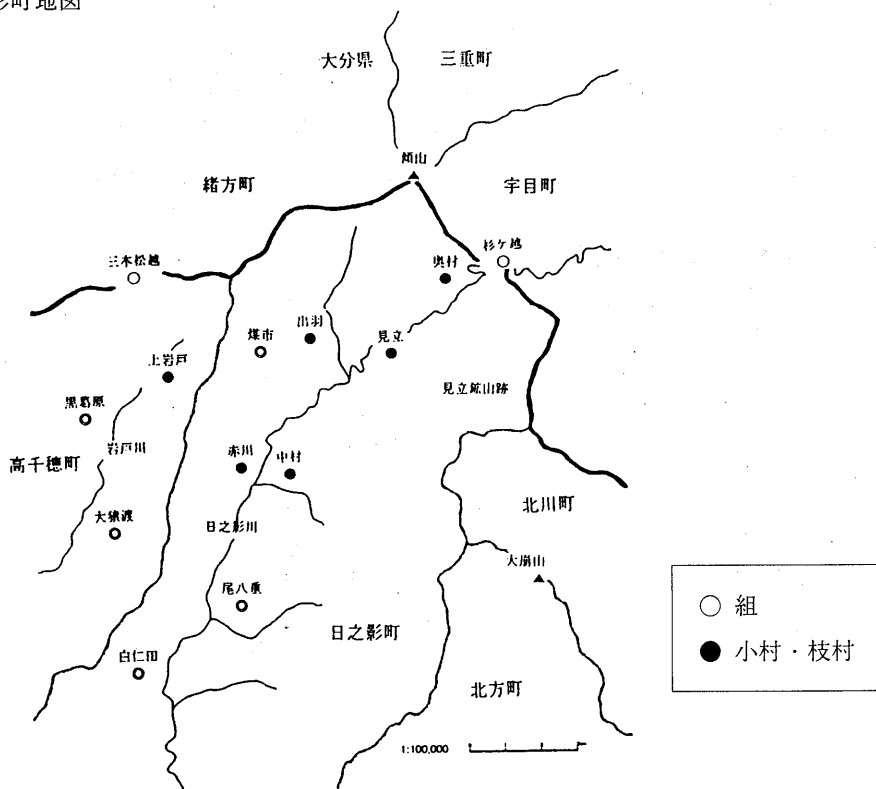 影町地図
大分県
三重町
傾山
緒方町
宇目町
杉ケ越
三本松越
奥村
煤市
出羽
見立
上岩戸
見立鉱山跡
黒葛原
岩戸川
赤川
中村
高千穂町
北川町
大猿渡
日之影川
大崩山
尾八重
日之影町
白仁田
北方町
1:100,000
○ 組
● 小村・枝村